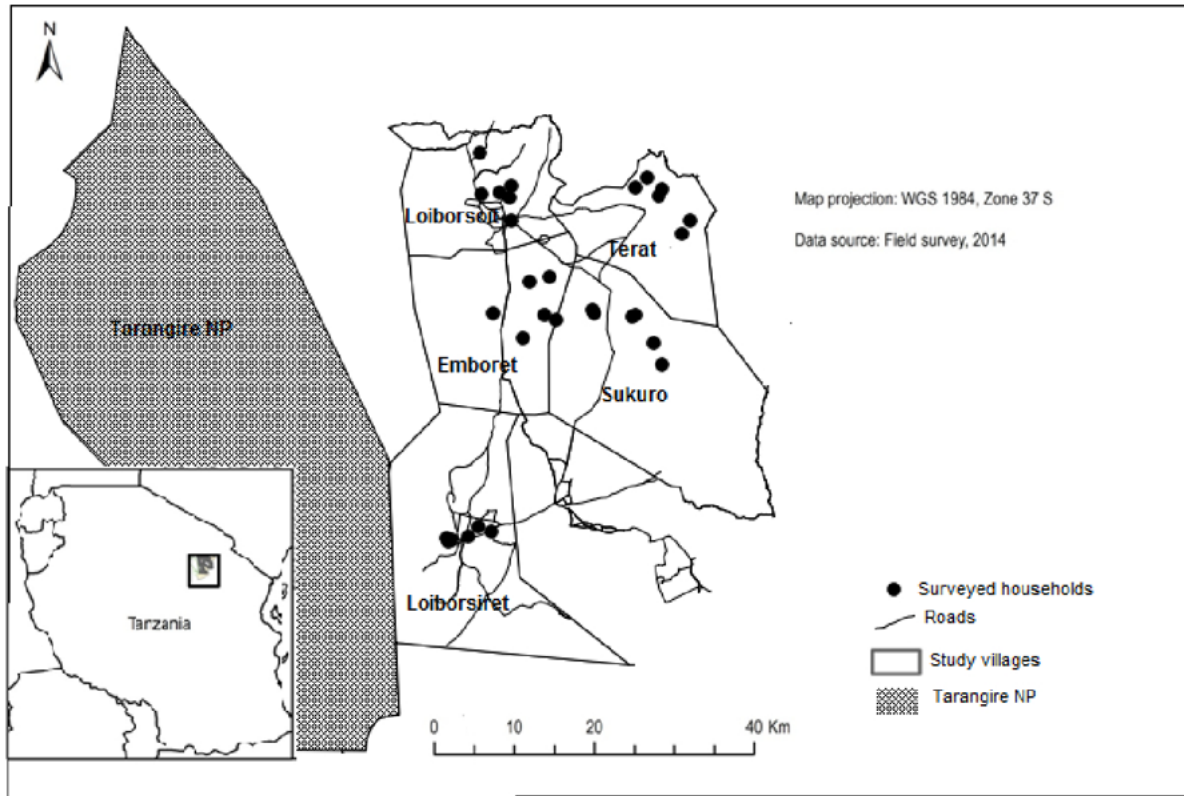 N
Loiborsoit
Terat
Map projection: WGS 1984, Zone 37 S
Data source: Field survey, 2014
Tarangire NP
Emboret
Sukuro
Loiborsiret
Tanzania
Surveyed households
Roads
Study villages
Tarangire NP
0 10 20 40 Km